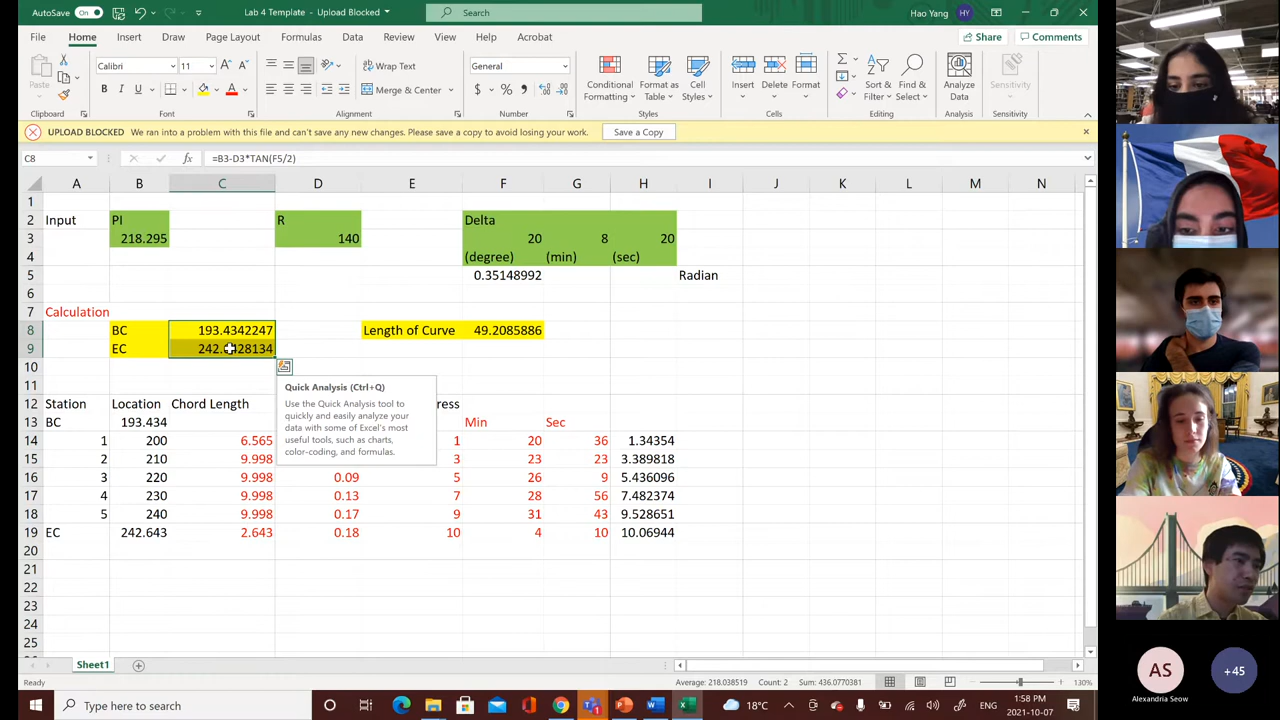 AutoSave On Lab 4 Template - Upload Blocked Search Hao Yang HY
File Home Insert Draw Page Layout Formulas Data Review View Help Acrobat Share Comments
Paste Calibri 11 Wrap Text General Conditional Formatting Format as Table Cell Styles Insert Delete Format Sort & Filter Find & Select Analyze Data Sensitivity
B I U Merge & Center $ % 9
Clipboard Font Alignment Number Styles Cells Editing Analysis Sensitivity
UPLOAD BLOCKED We ran into a problem with this file and can't save any new changes. Please save a copy to avoid losing your work. Save a Copy
C8 fx =B3-D3*TAN(F5/2)
A B C D E F G H I J K L M N
1
2 Input PI R Delta
3 218.295 140 20 8 20
4 (degree) (min) (sec)
5 0.35148992 Radian
6
7 Calculation
8 BC 193.4342247 Length of Curve 49.2085886
9 EC 242. 28134
10
11
12 Station Location Chord Length ress
13 BC 193.434 Min Sec
14 1 200 6.565 1 20 36 1.34354
15 2 210 9.998 3 23 23 3.389818
16 3 220 9.998 0.09 5 26 9 5.436096
17 4 230 9.998 0.13 7 28 56 7.482374
18 5 240 9.998 0.17 9 31 43 9.528651
19 EC 242.643 2.643 0.18 10 4 10 10.06944
20
21
22
23
24
25
Quick Analysis (Ctrl+Q)
Use the Quick Analysis tool to
quickly and easily analyze your
data with some of Excel's most
useful tools, such as charts,
color-coding, and formulas.
Sheet1
Ready Average: 218.038519 Count: 2 Sum: 436.0770381 130%
Type here to search 18°C 1:58 PM
2021-10-07
AS
Alexandria Seow
+45